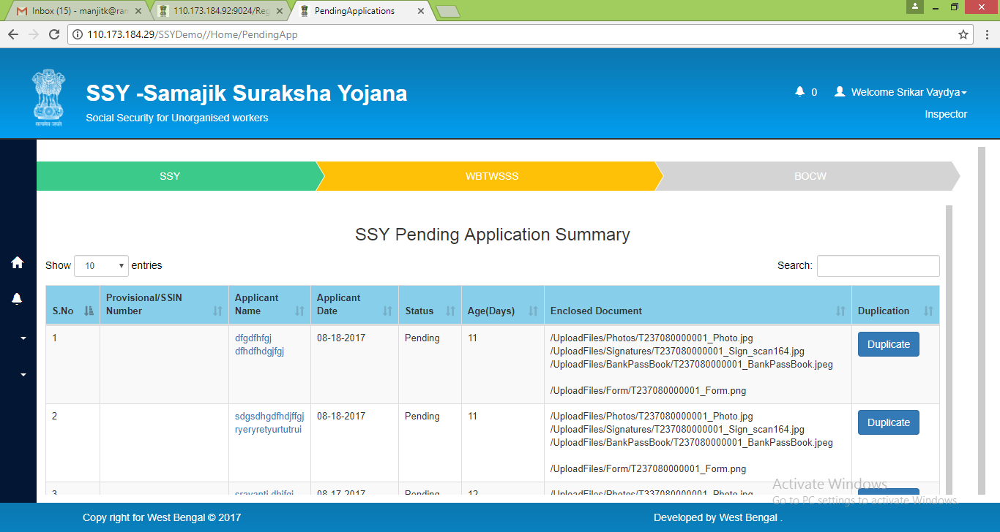 Inbox (15) - manjitk@ran
110.173.184.92:9024/Reg
PendingApplications
110.173.184.29/SSYDemo//Home/PendingApp
SSY -Samajik Suraksha Yojana
Social Security for Unorganised workers
सत्यमेव जयते
0
Welcome Srikar Vaydya
Inspector
SSY
WBTWSSS
BOCW
SSY Pending Application Summary
Show 10 entries
Search:
S.No
Provisional/SSIN Number
Applicant Name
Applicant Date
Status
Age(Days)
Enclosed Document
Duplication
1
dfgdfhfgj
dfhdfhdgjfgj
08-18-2017
Pending
11
/UploadFiles/Photos/T237080000001_Photo.jpg
/UploadFiles/Signatures/T237080000001_Sign_scan164.jpg
/UploadFiles/BankPassBook/T237080000001_BankPassBook.jpeg
/UploadFiles/Form/T237080000001_Form.png
Duplicate
2
sdgsdhgdfhdjffgj
ryeryretyurtutrui
08-18-2017
Pending
11
/UploadFiles/Photos/T237080000001_Photo.jpg
/UploadFiles/Signatures/T237080000001_Sign_scan164.jpg
/UploadFiles/BankPassBook/T237080000001_BankPassBook.jpeg
/UploadFiles/Form/T237080000001_Form.png
Duplicate
3
08-17-2017
Pending
12
Activate Windows
Go to PC settings to activate Windows.
Copy right for West Bengal © 2017
Developed by West Bengal .